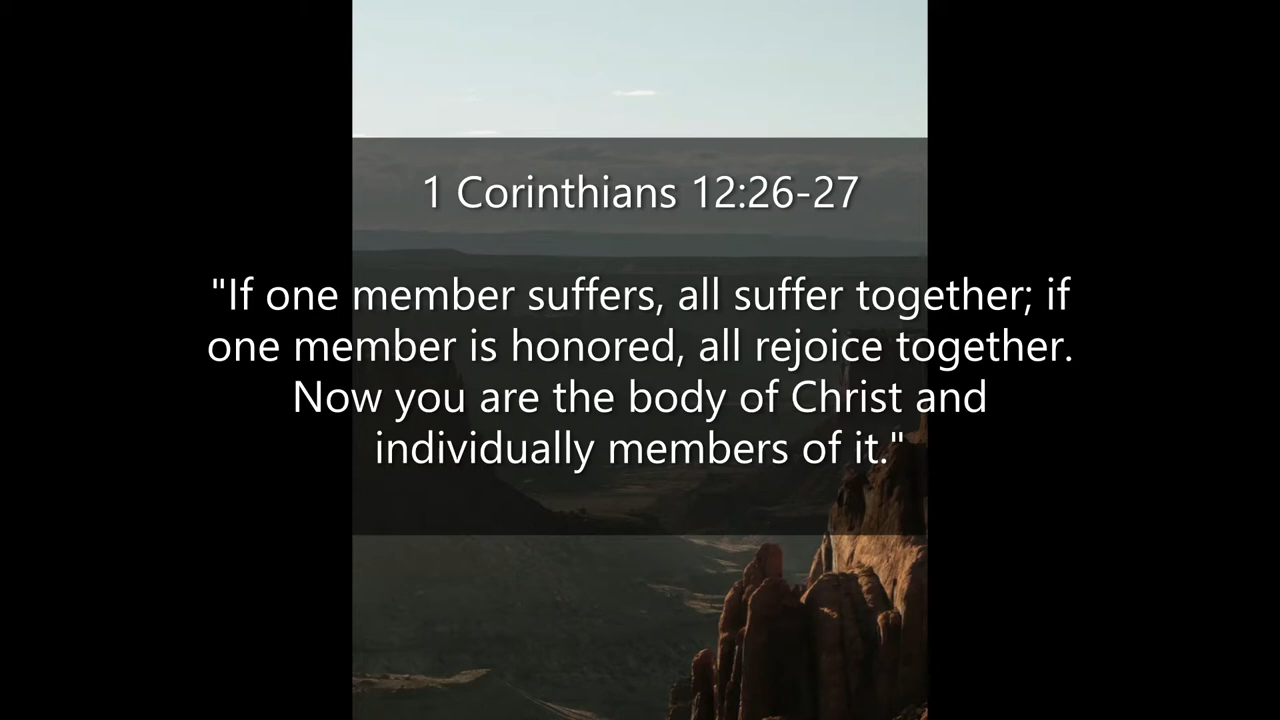 1 Corinthians 12:26-27
"If one member suffers, all suffer together; if
one member is honored, all rejoice together.
Now you are the body of Christ and
individually members of it."